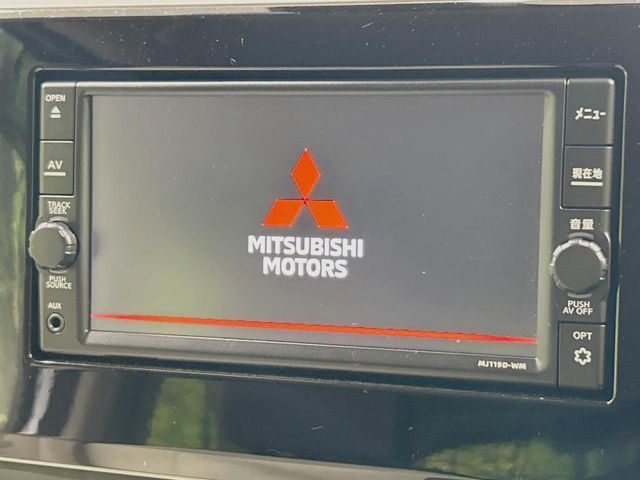 OPEN
AV
TRACK
SEEK
PUSH
SOURCE
AUX
MITSUBISHI
MOTORS
MJ119D-WM
メニュー
現在地
音量
PUSH
AV OFF
OPT